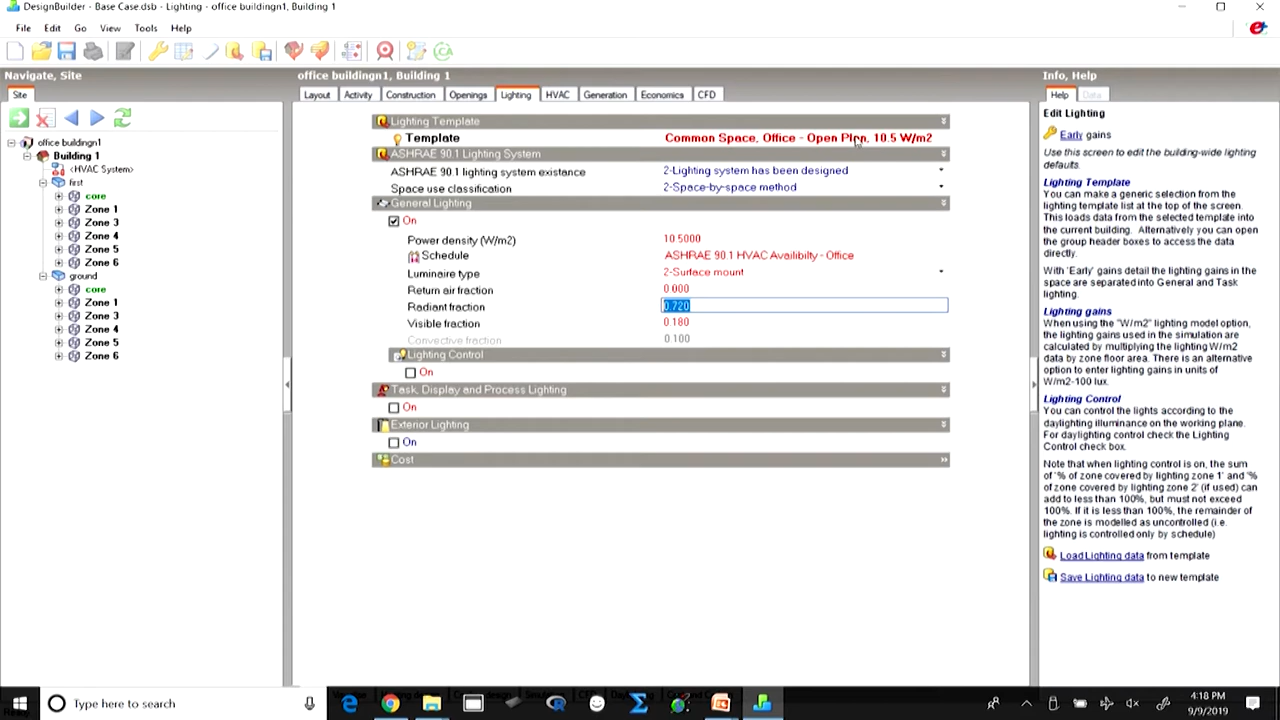 DesignBuilder - Base Case.dsb - Lighting - office buildingn1, Building 1
File Edit Go View Tools Help
Navigate, Site
Site
office buildingn1
Building 1
<HVAC System>
first
core
Zone 1
Zone 3
Zone 4
Zone 5
Zone 6
ground
core
Zone 1
Zone 3
Zone 4
Zone 5
Zone 6
office buildingn1, Building 1
Layout Activity Construction Openings Lighting HVAC Generation Economics CFD
Lighting Template
Template Common Space, Office - Open Plan, 10.5 W/m2
ASHRAE 90.1 Lighting System
ASHRAE 90.1 lighting system existance 2-Lighting system has been designed
Space use classification 2-Space-by-space method
General Lighting
On
Power density (W/m2) 10.5000
Schedule ASHRAE 90.1 HVAC Availibilty - Office
Luminaire type 2-Surface mount
Return air fraction 0.000
Radiant fraction 0.720
Visible fraction 0.180
Convective fraction 0.100
Lighting Control
On
Task, Display and Process Lighting
On
Exterior Lighting
On
Cost
Info, Help
Help Data
Edit Lighting
Early gains
Use this screen to edit the building-wide lighting
defaults.
Lighting Template
You can make a generic selection from the
lighting template list at the top of the screen.
This loads data from the selected template into
the current building. Alternatively you can open
the group header boxes to access the data
directly.
With 'Early' gains detail the lighting gains in the
space are separated into General and Task
lighting.
Lighting gains
When using the "W/m2" lighting model option,
the lighting gains used in the simulation are
calculated by multiplying the lighting W/m2
data by zone floor area. There is an alternative
option to enter lighting gains in units of
W/m2-100 lux.
Lighting Control
You can control the lights according to the
daylighting illuminance on the working plane.
For daylighting control check the Lighting
Control check box.
Note that when lighting control is on, the sum
of '% of zone covered by lighting zone 1' and '%
of zone covered by lighting zone 2' (if used) can
add to less than 100%, but must not exceed
100%. If it is less than 100%, the remainder of
the zone is modelled as uncontrolled (i.e.
lighting is controlled only by schedule)
Load Lighting data from template
Save Lighting data to new template
Type here to search
4:18 PM
9/9/2019